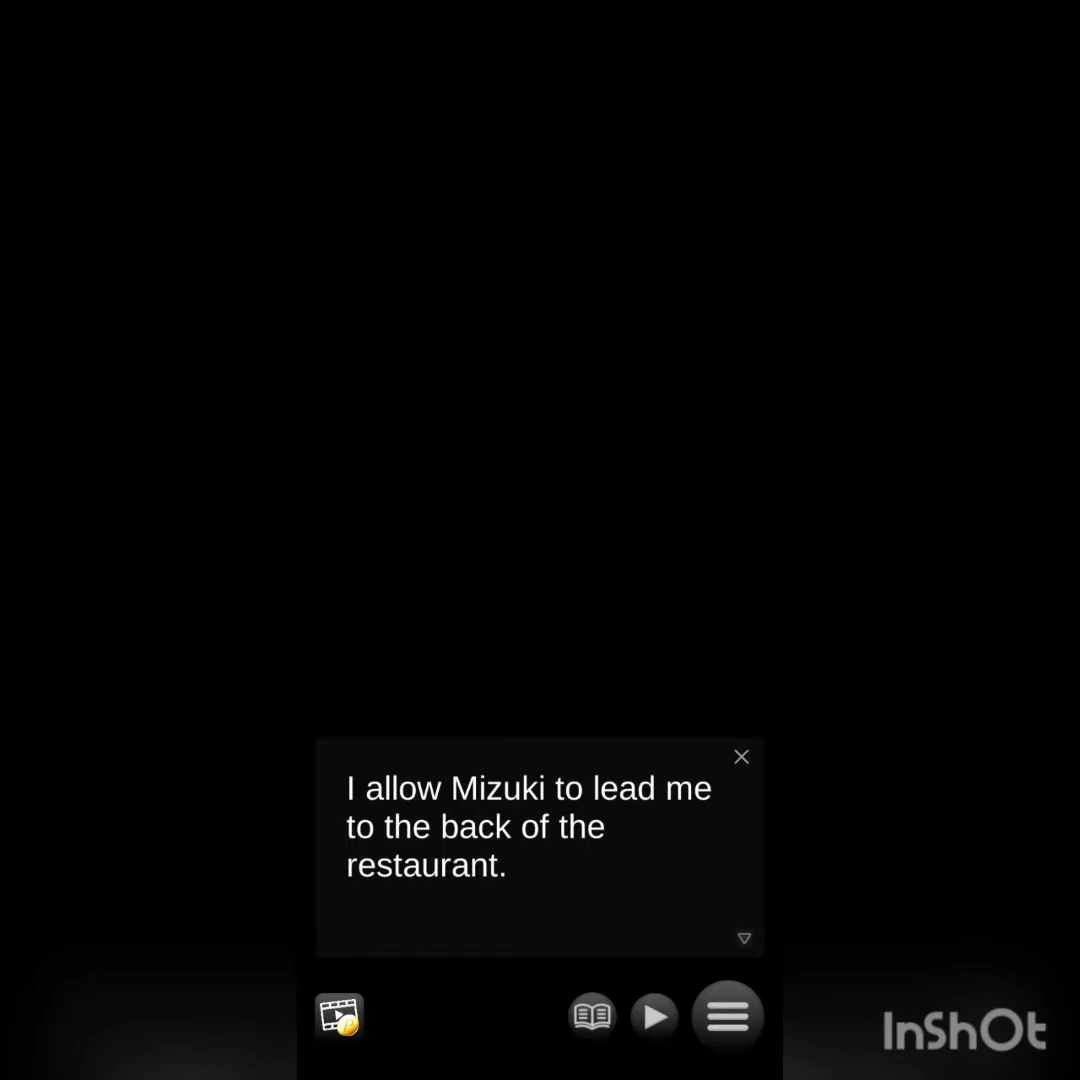 I allow Mizuki to lead me
to the back of the
restaurant.
InShOt